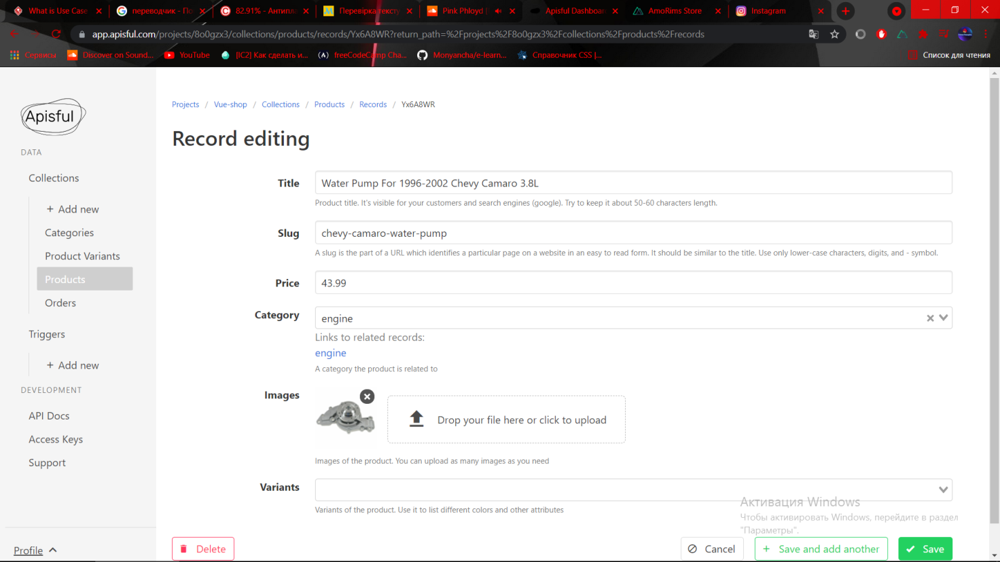 What is Use Case
переводчик - По
82.91% - Антипла
Перевірка тексту
Pink Phloyd |
Apisful Dashboar
AmoRims Store
Instagram
app.apisful.com/projects/8o0gzx3/collections/products/records/Yx6A8WR?return_path=%2Fprojects%2F8o0gzx3%2Fcollections%2Fproducts%2Frecords
Сервисы
Discover on Sound...
YouTube
[IC2] Как сделать и...
freeCodeCamp Cha...
Monyancha/e-learn...
Справочник CSS |...
Список для чтения
Apisful
DATA
Collections
+ Add new
Categories
Product Variants
Products
Orders
Triggers
+ Add new
DEVELOPMENT
API Docs
Access Keys
Support
Profile
Projects / Vue-shop / Collections / Products / Records / Yx6A8WR
Record editing
Title
Water Pump For 1996-2002 Chevy Camaro 3.8L
Product title. It's visible for your customers and search engines (google). Try to keep it about 50-60 characters length.
Slug
chevy-camaro-water-pump
A slug is the part of a URL which identifies a particular page on a website in an easy to read form. It should be similar to the title. Use only lower-case characters, digits, and - symbol.
Price
43.99
Category
engine
Links to related records:
engine
A category the product is related to
Images
Drop your file here or click to upload
Images of the product. You can upload as many images as you need
Variants
Variants of the product. Use it to list different colors and other attributes
Активация Windows
Чтобы активировать Windows, перейдите в раздел
"Параметры".
Delete
Cancel
+ Save and add another
Save